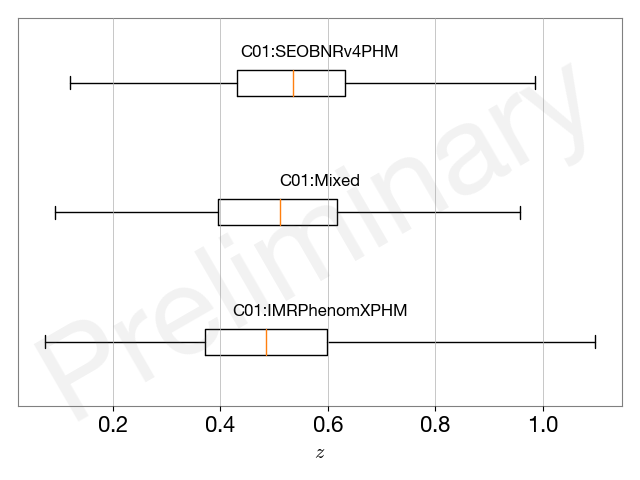 C01:SEOBNRv4PHM
C01:Mixed
C01:IMRPhenomXPHM
Preliminary
0.2 0.4 0.6 0.8 1.0
z